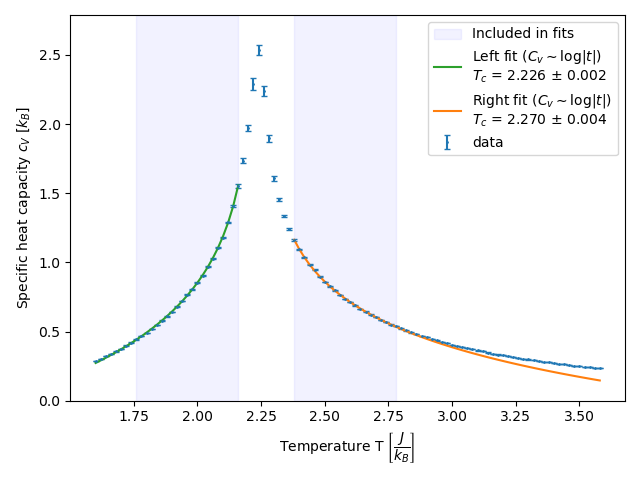 Included in fits
Left fit (C_v ~ log|t|)
T_c = 2.226 ± 0.002
Right fit (C_v ~ log|t|)
T_c = 2.270 ± 0.004
data
Specific heat capacity c_V [k_B]
2.5
2.0
1.5
1.0
0.5
0.0
1.75 2.00 2.25 2.50 2.75 3.00 3.25 3.50
Temperature T [J/k_B]